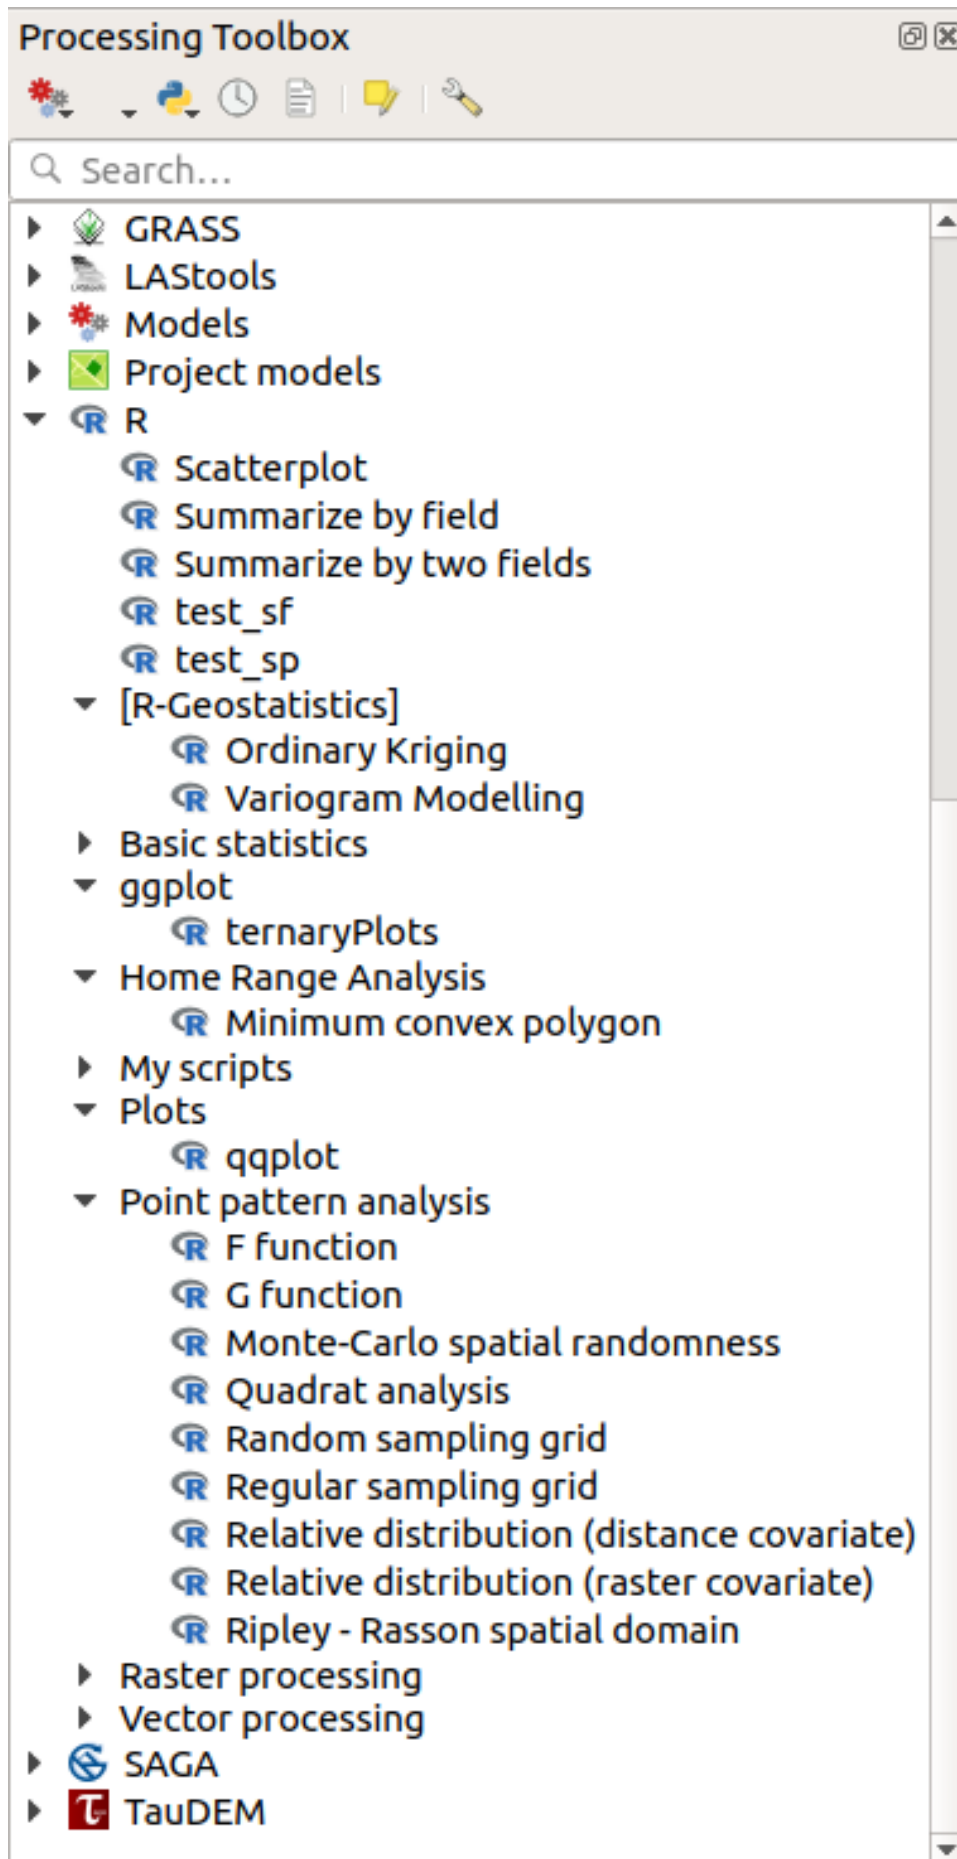 Processing Toolbox
Search...
GRASS
LAStools
Models
Project models
R
Scatterplot
Summarize by field
Summarize by two fields
test_sf
test_sp
[R-Geostatistics]
Ordinary Kriging
Variogram Modelling
Basic statistics
ggplot
ternaryPlots
Home Range Analysis
Minimum convex polygon
My scripts
Plots
qqplot
Point pattern analysis
F function
G function
Monte-Carlo spatial randomness
Quadrat analysis
Random sampling grid
Regular sampling grid
Relative distribution (distance covariate)
Relative distribution (raster covariate)
Ripley - Rasson spatial domain
Raster processing
Vector processing
SAGA
TauDEM